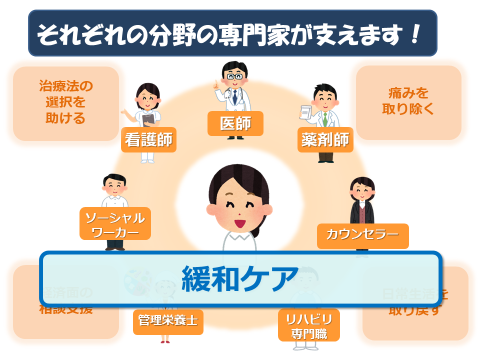 それぞれの分野の専門家が支えます!
治療法の
選択を
助ける
痛みを
取り除く
看護師
医師
薬剤師
ソーシャル
ワーカー
カウンセラー
緩和ケア
相談支援
管理栄養士
リハビリ
専門職
取り戻す